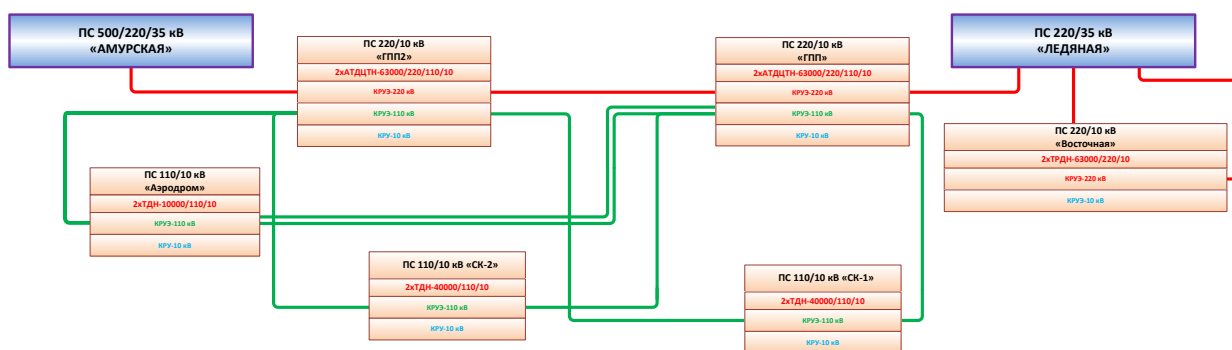 ПС 500/220/35 кВ
«АМУРСКАЯ»
ПС 220/10 кВ
«ГПП2»
2хАТДЦТН-63000/220/110/10
КРУЭ-220 кВ
КРУЭ-110 кВ
КРУ-10 кВ
ПС 220/10 кВ
«ГПП»
2хАТДЦТН-63000/220/110/10
КРУЭ-220 кВ
КРУЭ-110 кВ
КРУ-10 кВ
ПС 220/35 кВ
«ЛЕДЯНАЯ»
ПС 220/10 кВ
«Восточная»
2хТРДН-63000/220/10
КРУЭ-220 кВ
КРУЭ-10 кВ
ПС 110/10 кВ
«Аэродром»
2хТДН-10000/110/10
КРУЭ-110 кВ
КРУ-10 кВ
ПС 110/10 кВ «СК-2»
2хТДН-40000/110/10
КРУЭ-110 кВ
КРУ-10 кВ
ПС 110/10 кВ «СК-1»
2хТДН-40000/110/10
КРУЭ-110 кВ
КРУ-10 кВ